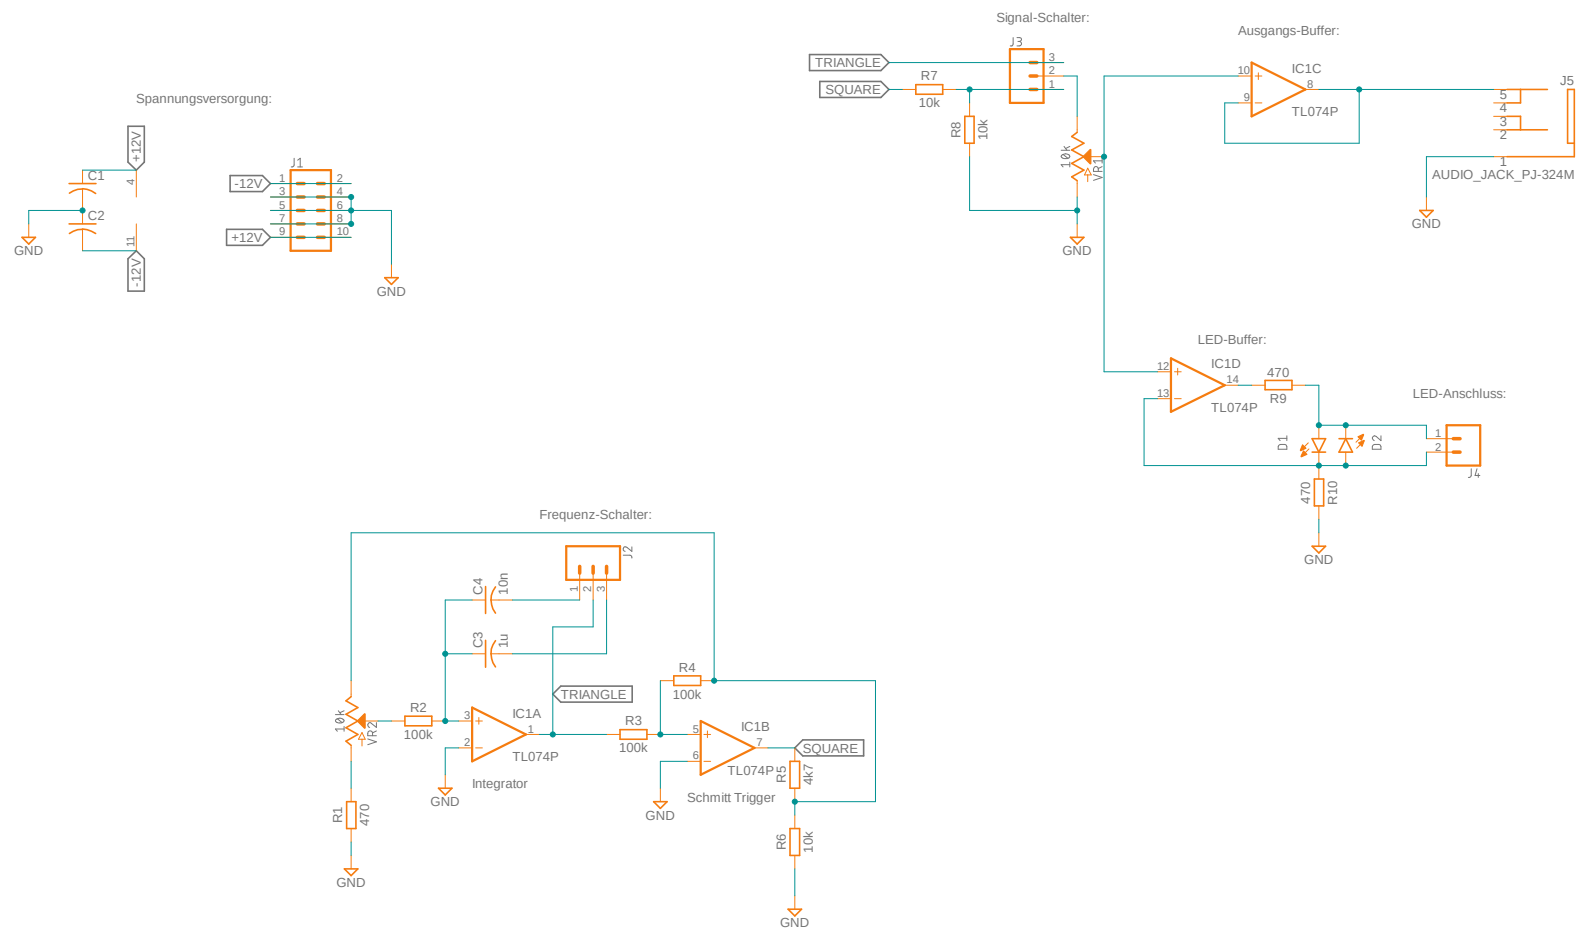 Spannungsversorgung:
+12V
4
C1
C2
GND
11
-12V
J1
-12V
1
2
3
4
5
6
7
8
+12V
9
10
GND
Signal-Schalter:
J3
TRIANGLE
3
2
SQUARE
R7
10k
1
R8
10k
10k
VR1
GND
Ausgangs-Buffer:
10
+
9
−
IC1C
8
TL074P
J5
5
4
3
2
1
AUDIO_JACK_PJ-324M
GND
LED-Buffer:
12
+
13
−
IC1D
14
TL074P
470
R9
LED-Anschluss:
D1
D2
1
2
J4
470
R10
GND
Frequenz-Schalter:
J2
1
2
3
C4
10n
C3
1u
TRIANGLE
10k
VR2
R2
100k
3
+
2
−
IC1A
1
TL074P
GND
Integrator
R1
470
GND
R4
100k
R3
100k
5
+
6
−
IC1B
7
TL074P
SQUARE
GND
Schmitt Trigger
R5
4k7
R6
10k
GND